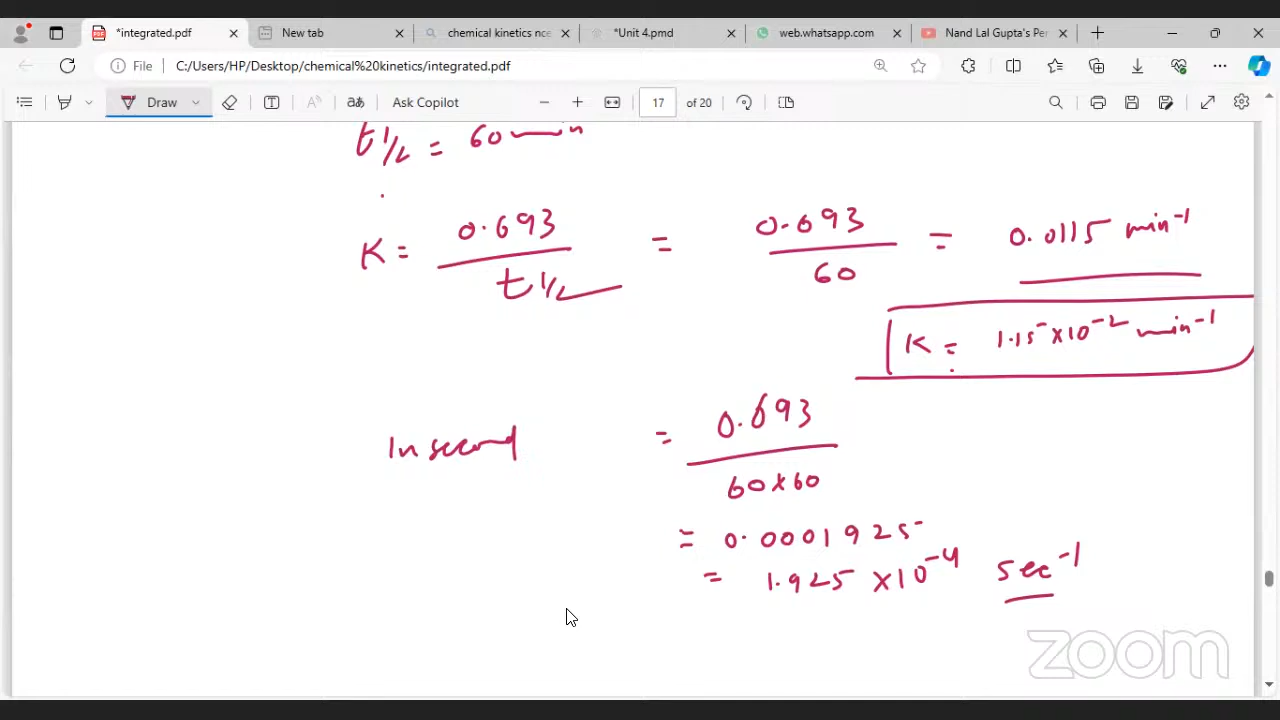 *integrated.pdf New tab chemical kinetics nce *Unit 4.pmd web.whatsapp.com Nand Lal Gupta's Per
File C:/Users/HP/Desktop/chemical%20kinetics/integrated.pdf
Draw Ask Copilot 17 of 20
t 1/2 = 60 min
K = 0.693 / t 1/2 = 0.693 / 60 = 0.0115 min⁻¹
K = 1.15 × 10⁻² min⁻¹
In second = 0.693 / 60 × 60
= 0.0001925
= 1.925 × 10⁻⁴ sec⁻¹
zoom